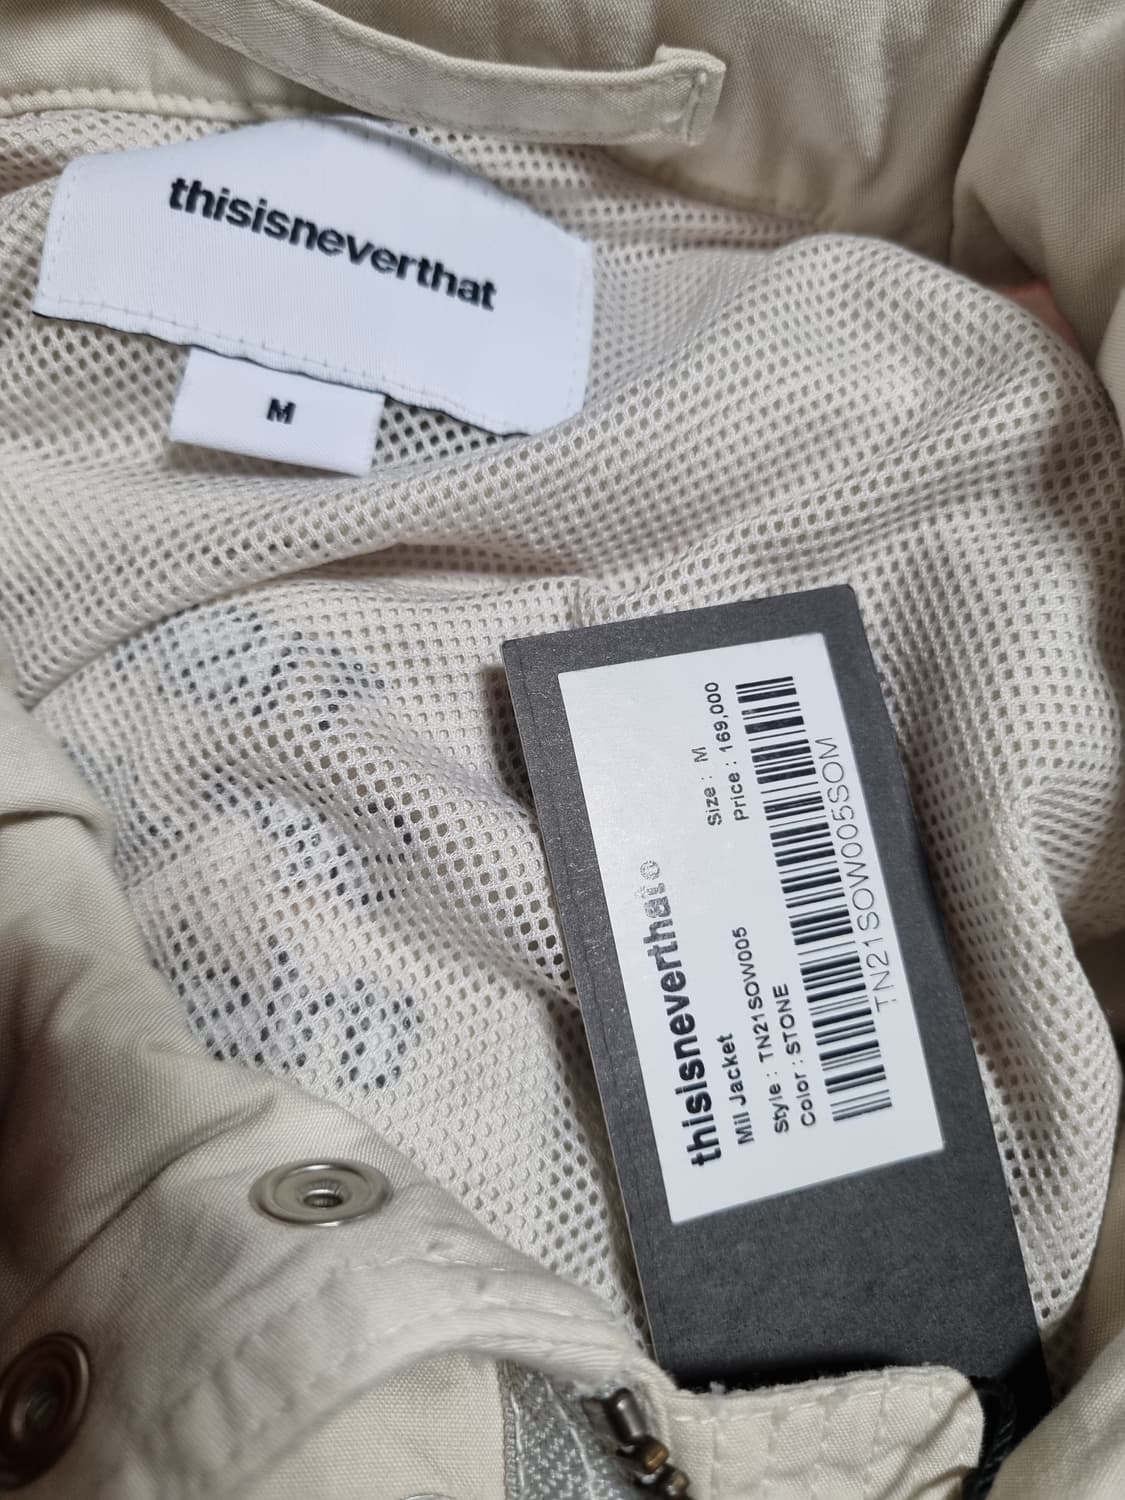 thisisneverthat
M
thisisneverthat®
Mil Jacket
Size : M
Style : TN21SOW005
Price : 169,000
Color : STONE
TN21SOW005SOM